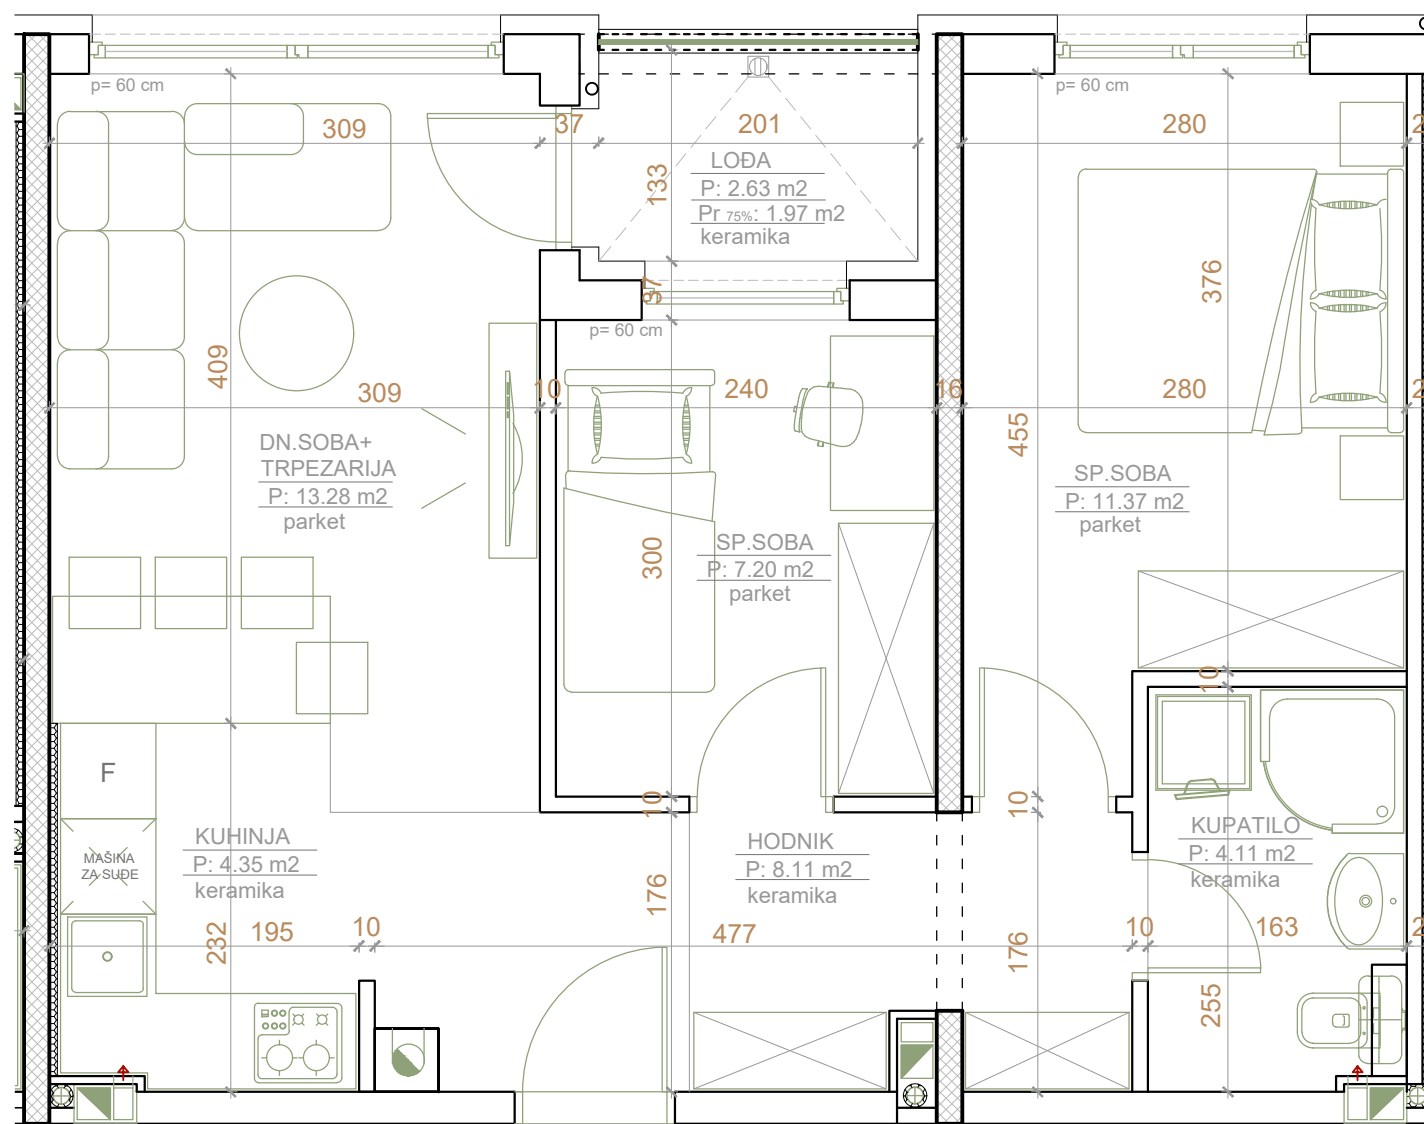 p= 60 cm
p= 60 cm
309
37
201
280
2
LOĐA
P: 2.63 m2
Pr 75%: 1.97 m2
keramika
133
376
37
p= 60 cm
409
309
10
240
16
280
2
455
DN.SOBA+
TRPEZARIJA
P: 13.28 m2
parket
SP.SOBA
P: 11.37 m2
parket
300
SP.SOBA
P: 7.20 m2
parket
10
F
10
10
KUHINJA
P: 4.35 m2
keramika
MAŠINA
ZA SUĐE
HODNIK
P: 8.11 m2
keramika
KUPATILO
P: 4.11 m2
keramika
176
232
195
10
477
176
10
163
2
255